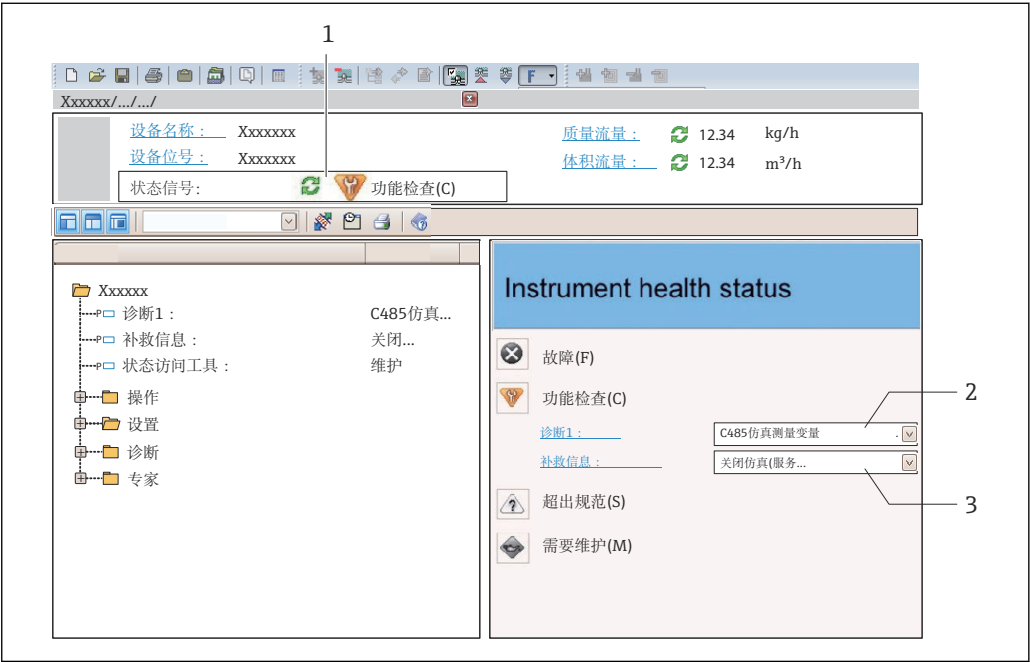 1
F
Xxxxxx/.../.../
设备名称： Xxxxxxx
质量流量： 12.34 kg/h
设备位号： Xxxxxxx
体积流量： 12.34 m³/h
状态信号: 功能检查(C)
Xxxxxx
诊断1： C485仿真...
补救信息： 关闭...
状态访问工具： 维护
操作
设置
诊断
专家
Instrument health status
故障(F)
功能检查(C)
2
诊断1： C485仿真测量变量 .
补救信息： 关闭仿真(服务...
超出规范(S)
3
需要维护(M)